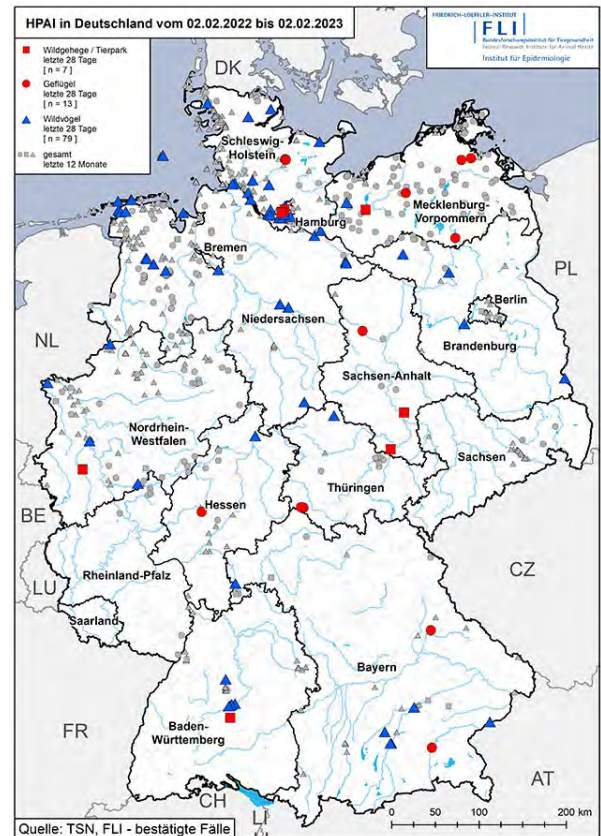 HPAI in Deutschland vom 02.02.2022 bis 02.02.2023
FRIEDRICH-LOEFFLER-INSTITUT
FLI
Bundesforschungsinstitut für Tiergesundheit
Federal Research Institute for Animal Health
Institut für Epidemiologie
Wildgehege / Tierpark
letzte 28 Tage
[ n = 7 ]
Geflügel
letzte 28 Tage
[ n = 13 ]
Wildvögel
letzte 28 Tage
[ n = 79 ]
gesamt
letzte 12 Monate
DK
Schleswig-
Holstein
Mecklenburg-
Vorpommern
Hamburg
Bremen
PL
Berlin
Niedersachsen
NL
Brandenburg
Sachsen-Anhalt
Nordrhein-
Westfalen
Sachsen
Thüringen
Hessen
BE
Rheinland-Pfalz
LU
CZ
Saarland
Bayern
FR
Baden-
Württemberg
AT
CH
LI
0 50 100 200 km
Quelle: TSN, FLI - bestätigte Fälle